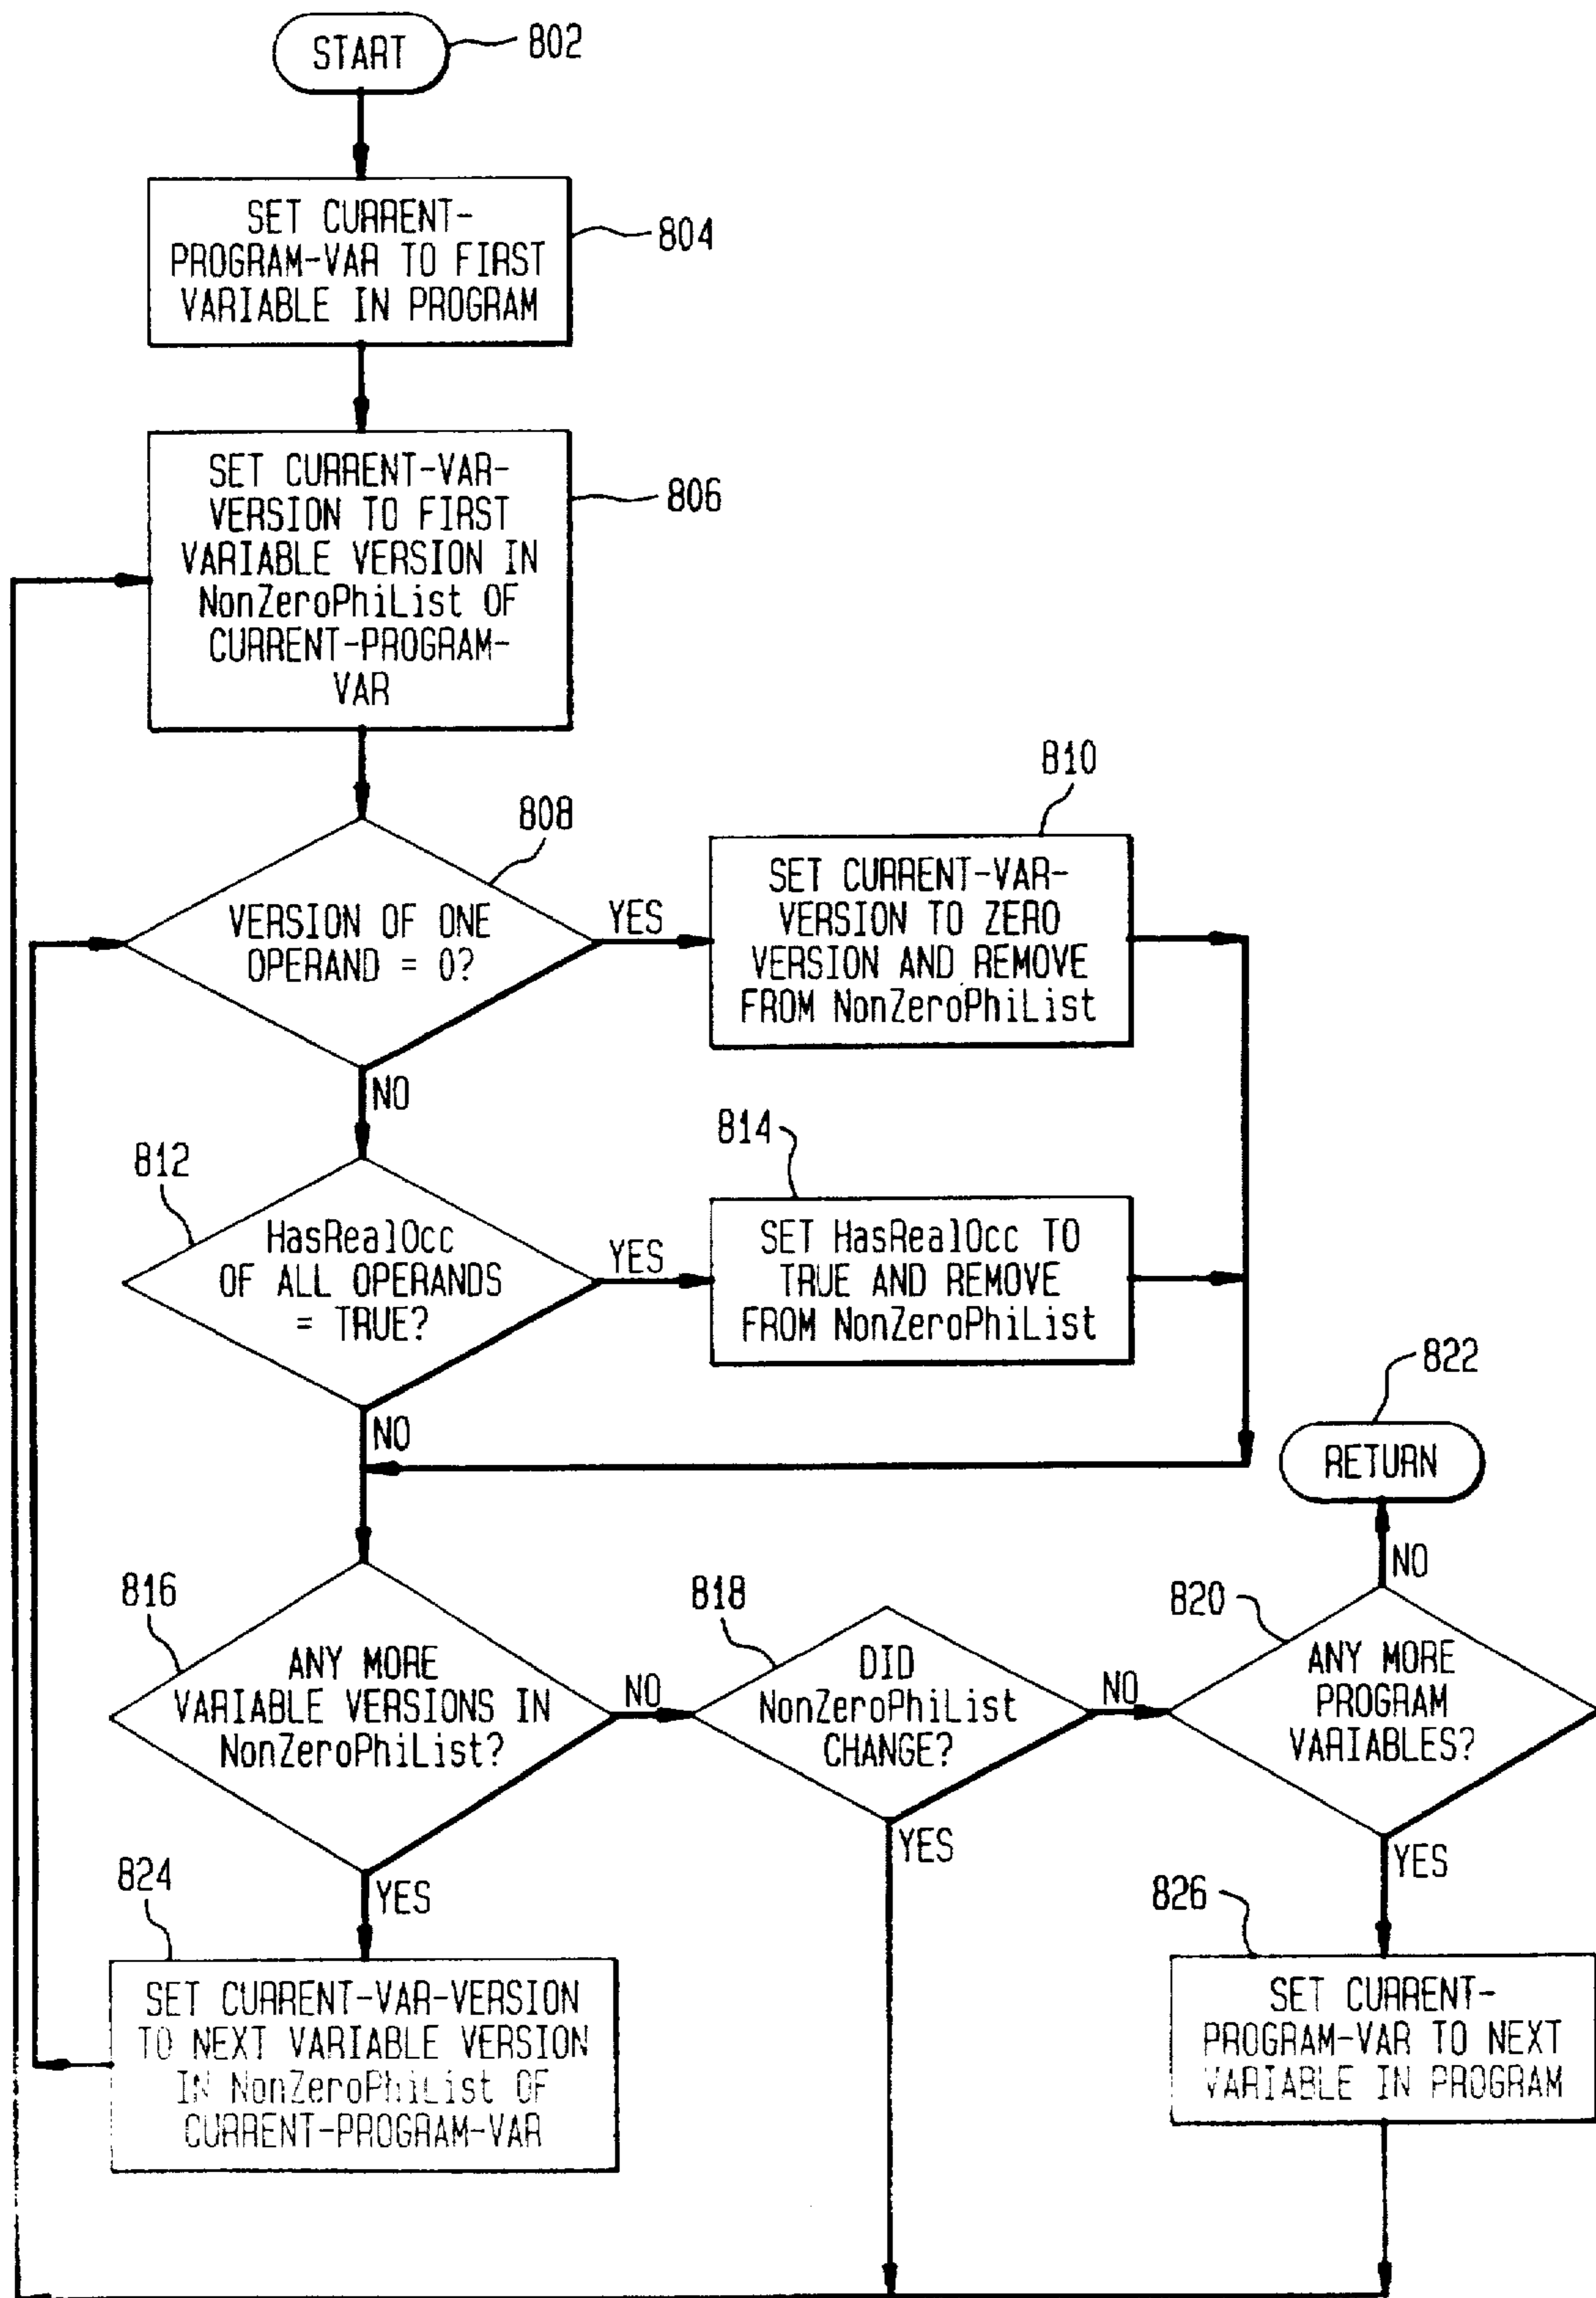 START
802
SET CURRENT-
PROGRAM-VAR TO FIRST
VARIABLE IN PROGRAM
804
SET CURRENT-VAR-
VERSION TO FIRST
VARIABLE VERSION IN
NonZeroPhiList OF
CURRENT-PROGRAM-
VAR
806
808
VERSION OF ONE
OPERAND = 0?
YES
NO
810
SET CURRENT-VAR-
VERSION TO ZERO
VERSION AND REMOVE
FROM NonZeroPhiList
812
HasRealOcc
OF ALL OPERANDS
= TRUE?
YES
NO
814
SET HasRealOcc TO
TRUE AND REMOVE
FROM NonZeroPhiList
822
RETURN
NO
816
ANY MORE
VARIABLE VERSIONS IN
NonZeroPhiList?
NO
YES
818
DID
NonZeroPhiList
CHANGE?
NO
YES
820
ANY MORE
PROGRAM
VARIABLES?
YES
824
SET CURRENT-VAR-VERSION
TO NEXT VARIABLE VERSION
IN NonZeroPhiList OF
CURRENT-PROGRAM-VAR
826
SET CURRENT-
PROGRAM-VAR TO NEXT
VARIABLE IN PROGRAM